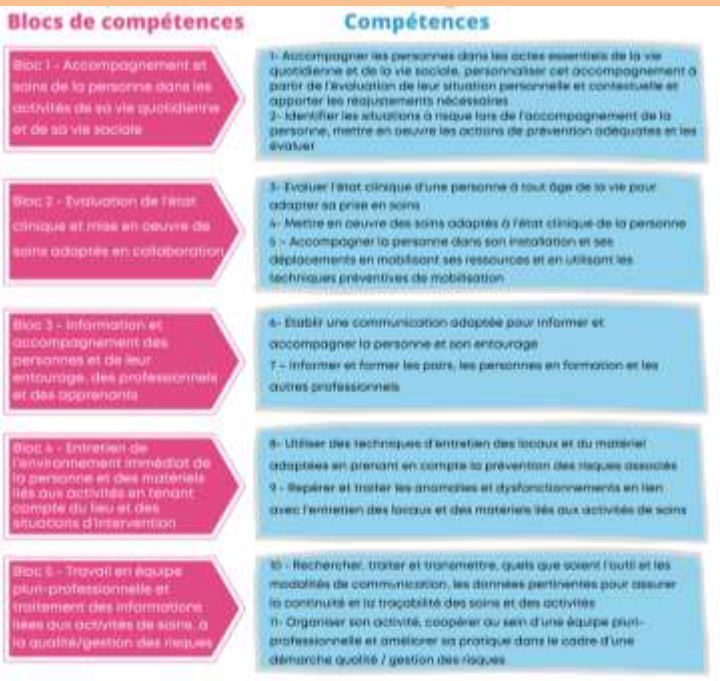 Blocs de compétences
Compétences
Bloc 1 - Accompagnement et
soins de la personne dans les
activités de sa vie quotidienne
et de sa vie sociale
1- Accompagner les personnes dans les actes essentiels de la vie
quotidienne et de la vie sociale, personnaliser cet accompagnement à
partir de l'évaluation de leur situation personnelle et contextuelle et
apporter les réajustements nécessaires
2- Identifier les situations à risque lors de l'accompagnement de la
personne, mettre en oeuvre les actions de prévention adéquates et les
évaluer
Bloc 2 - Evaluation de l'état
clinique et mise en oeuvre de
soins adaptés en collaboration
3- Evaluer l'état clinique d'une personne à tout âge de la vie pour
adapter sa prise en soins
4- Mettre en oeuvre des soins adaptés à l'état clinique de la personne
5 - Accompagner la personne dans son installation et ses
déplacements en mobilisant ses ressources et en utilisant les
techniques préventives de mobilisation
Bloc 3 - Information et
accompagnement des
personnes et de leur
entourage, des professionnels
et des apprenants
6- Etablir une communication adaptée pour informer et
accompagner la personne et son entourage
7 - Informer et former les pairs, les personnes en formation et les
autres professionnels
Bloc 4 - Entretien de
l'environnement immédiat de
la personne et des matériels
liés aux activités en tenant
compte du lieu et des
situations d'intervention
8- Utiliser des techniques d'entretien des locaux et du matériel
adaptées en prenant en compte la prévention des risques associés
9 - Repérer et traiter les anomalies et dysfonctionnements en lien
avec l'entretien des locaux et des matériels liés aux activités de soins
Bloc 5 - Travail en équipe
pluri-professionnelle et
traitement des informations
liées aux activités de soins, à
la qualité/gestion des risques
10 - Rechercher, traiter et transmettre, quels que soient l'outil et les
modalités de communication, les données pertinentes pour assurer
la continuité et la traçabilité des soins et des activités
11- Organiser son activité, coopérer au sein d'une équipe pluri-
professionnelle et améliorer sa pratique dans le cadre d'une
démarche qualité / gestion des risques